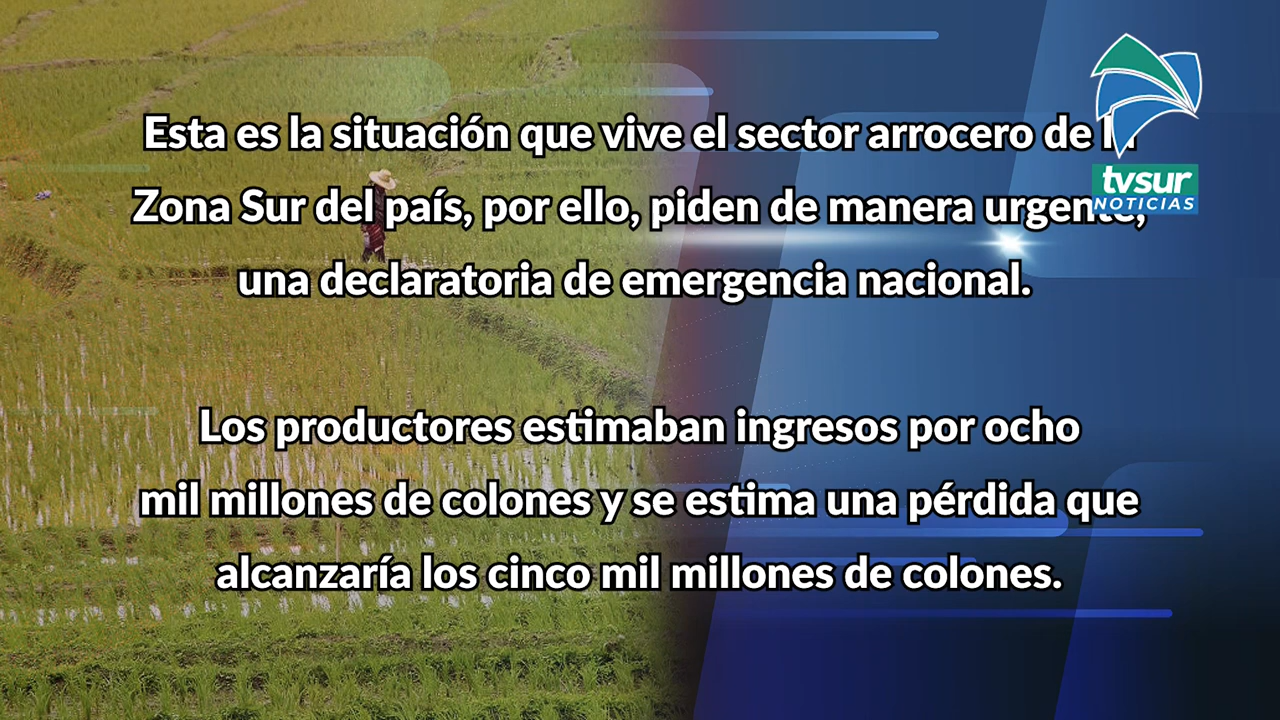 Esta es la situación que vive el sector arrocero de
Zona Sur del país, por ello, piden de manera urgente,
una declaratoria de emergencia nacional.
Los productores estimaban ingresos por ocho
mil millones de colones y se estima una pérdida que
alcanzaría los cinco mil millones de colones.
tvsur
NOTICIAS